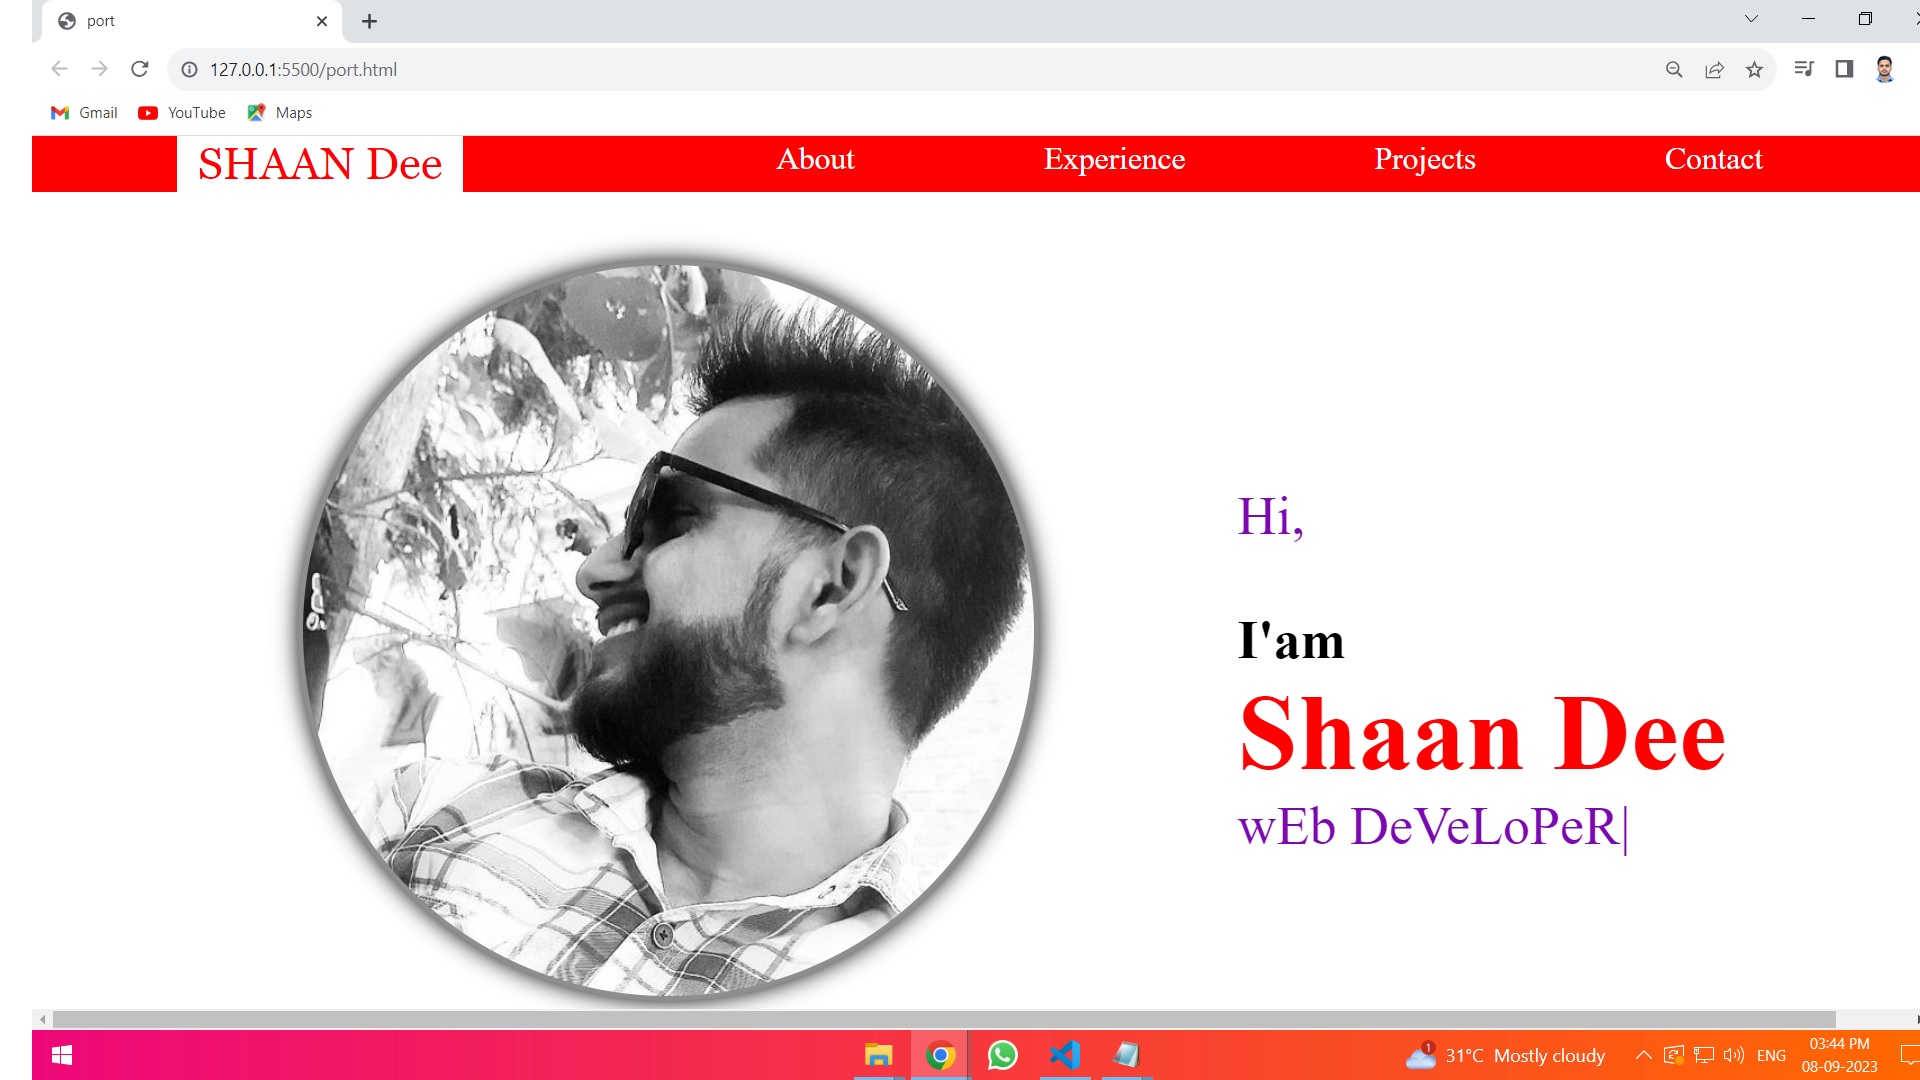 port
127.0.0.1:5500/port.html
Gmail YouTube Maps
SHAAN Dee About Experience Projects Contact
Hi,
I'am
Shaan Dee
wEb DeVeLoPeR|
1 31°C Mostly cloudy ENG 03:44 PM
08-09-2023